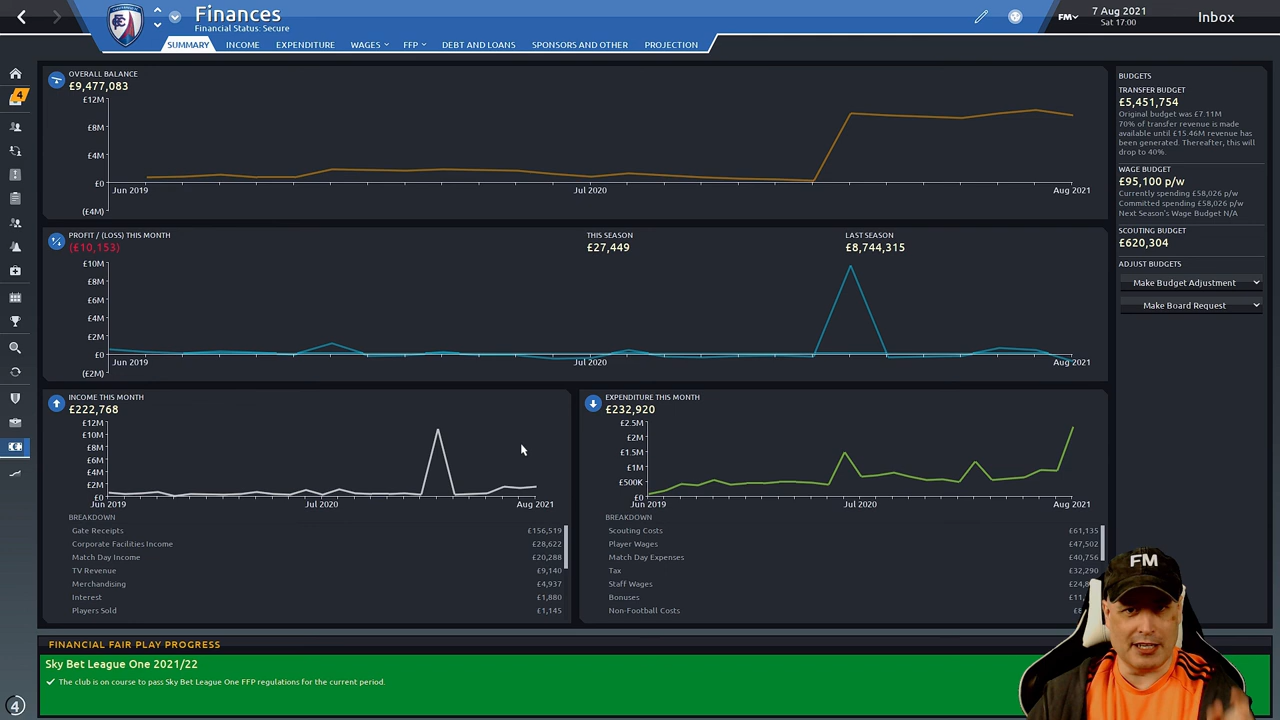 Finances
Financial Status: Secure
FM
7 Aug 2021
Sat 17:00
Inbox
SUMMARY
INCOME
EXPENDITURE
WAGES
FFP
DEBT AND LOANS
SPONSORS AND OTHER
PROJECTION
4
OVERALL BALANCE
£9,477,083
£12M
£8M
£4M
£0
(£4M)
Jun 2019
Jul 2020
Aug 2021
PROFIT / (LOSS) THIS MONTH
(£10,153)
THIS SEASON
£27,449
LAST SEASON
£8,744,315
£10M
£8M
£6M
£4M
£2M
£0
(£2M)
Jun 2019
Jul 2020
Aug 2021
INCOME THIS MONTH
£222,768
£12M
£10M
£8M
£6M
£4M
£2M
£0
Jun 2019
Jul 2020
Aug 2021
BREAKDOWN
Gate Receipts £156,519
Corporate Facilities Income £28,622
Match Day Income £20,288
TV Revenue £9,140
Merchandising £4,937
Interest £1,880
Players Sold £1,145
EXPENDITURE THIS MONTH
£232,920
£2.5M
£2M
£1.5M
£1M
£500K
£0
Jun 2019
Jul 2020
Aug 2021
BREAKDOWN
Scouting Costs £61,135
Player Wages £47,502
Match Day Expenses £40,756
Tax £32,290
Staff Wages
Bonuses
Non-Football Costs
BUDGETS
TRANSFER BUDGET
£5,451,754
Original budget was £7.11M
70% of transfer revenue is made
available until £15.46M revenue has
been generated. Thereafter, this will
drop to 40%.
WAGE BUDGET
£95,100 p/w
Currently spending £58,026 p/w
Committed spending £58,026 p/w
Next Season's Wage Budget N/A
SCOUTING BUDGET
£620,304
ADJUST BUDGETS
Make Budget Adjustment
Make Board Request
FINANCIAL FAIR PLAY PROGRESS
Sky Bet League One 2021/22
The club is on course to pass Sky Bet League One FFP regulations for the current period.
4
FM